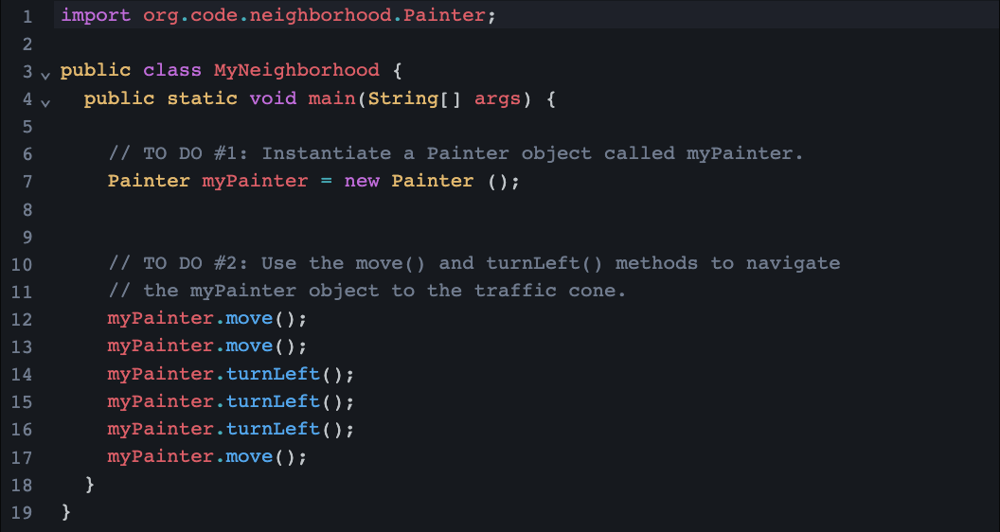 1 import org.code.neighborhood.Painter;
2
3 public class MyNeighborhood {
4 public static void main(String[] args) {
5
6 // TO DO #1: Instantiate a Painter object called myPainter.
7 Painter myPainter = new Painter ();
8
9
10 // TO DO #2: Use the move() and turnLeft() methods to navigate
11 // the myPainter object to the traffic cone.
12 myPainter.move();
13 myPainter.move();
14 myPainter.turnLeft();
15 myPainter.turnLeft();
16 myPainter.turnLeft();
17 myPainter.move();
18 }
19 }